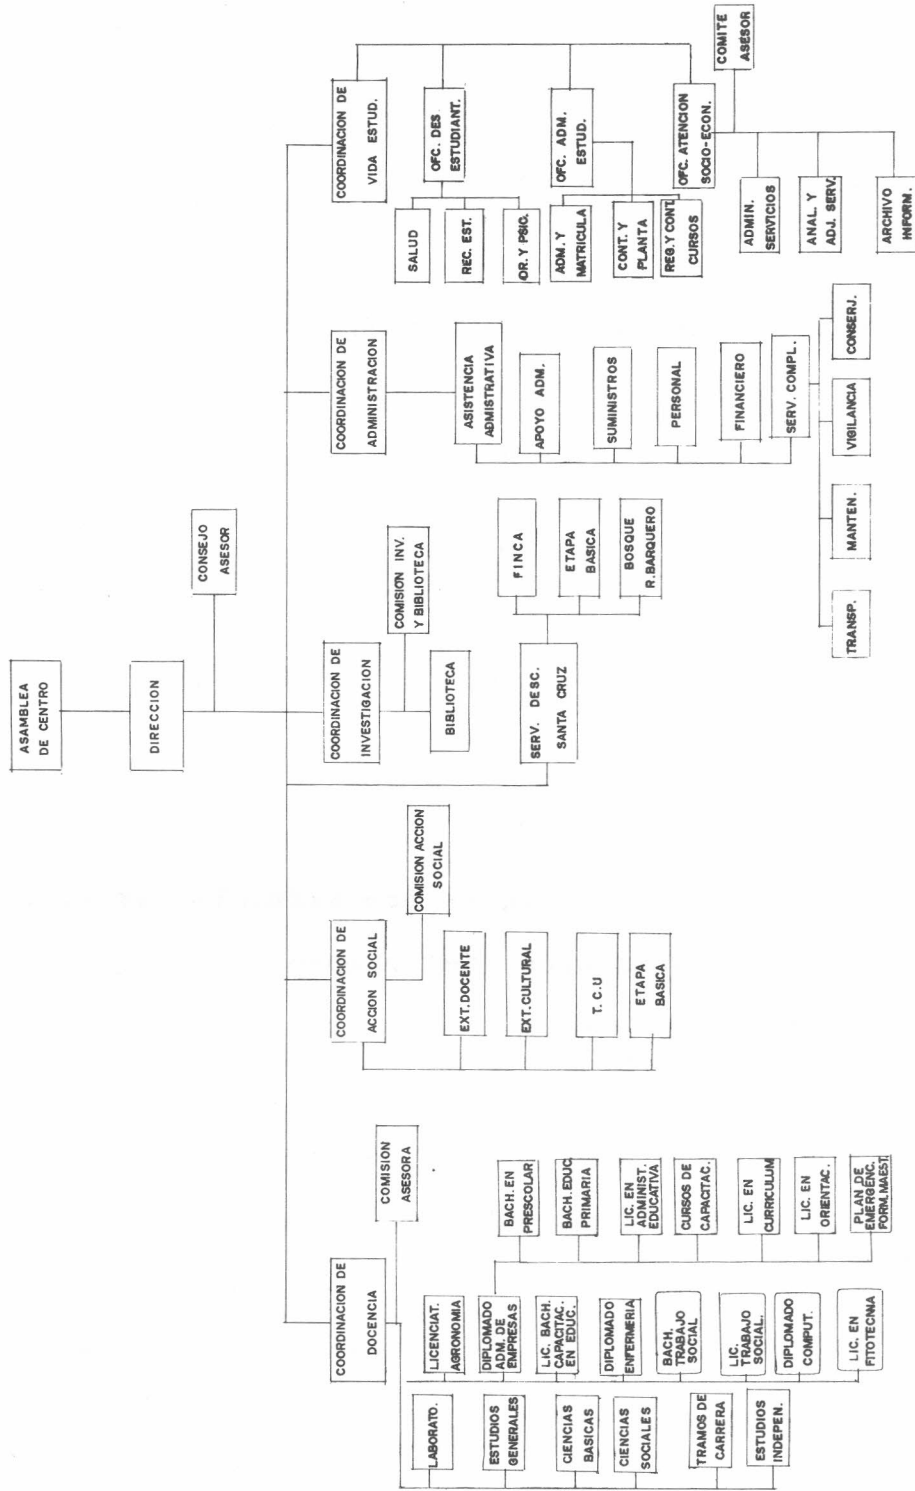 ASAMBLEA
DE CENTRO
DIRECCION
CONSEJO
ASESOR
COORDINACION DE
DOCENCIA
COMISION
ASESORA
LABORATO.
ESTUDIOS
GENERALES
CIENCIAS
BASICAS
CIENCIAS
SOCIALES
TRAMOS DE
CARRERA
ESTUDIOS
INDEPEN.
LICENCIAT.
AGRONOMIA
DIPLOMADO
ADM. DE
EMPRESAS
LIC. BACH.
CAPACITAC.
EN EDUC.
DIPLOMADO
ENFERMERIA
BACH.
TRABAJO
SOCIAL
LIC.
TRABAJO
SOCIAL.
DIPLOMADO
COMPUT.
LIC. EN
FITOTECNIA
BACH. EN
PRESCOLAR
BACH. EDUC.
PRIMARIA
LIC. EN
ADMINIST.
EDUCATIVA
CURSOS DE
CAPACITAC.
LIC. EN
CURRICULUM
LIC. EN
ORIENTAC.
PLAN DE
EMERGENC.
FORM. MAEST.
COORDINACION DE
ACCION SOCIAL
COMISION ACCION
SOCIAL
EXT. DOCENTE
EXT. CULTURAL
T. C. U
ETAPA
BASICA
COORDINACION DE
INVESTIGACION
COMISION INV.
Y BIBLIOTECA
BIBLIOTECA
SERV. DESC.
SANTA CRUZ
FINCA
ETAPA
BASICA
BOSQUE
R. BARQUERO
COORDINACION DE
ADMINISTRACION
ASISTENCIA
ADMISTRATIVA
APOYO ADM.
SUMINISTROS
PERSONAL
FINANCIERO
SERV. COMPL.
TRANSP.
MANTEN.
VIGILANCIA
CONSERJ.
COORDINACION DE
VIDA ESTUD.
OFC. DES
ESTUDIANT.
SALUD
REC. EST.
OR. Y PSIC.
OFC. ADM.
ESTUD.
ADM. Y
MATRICULA
CONT. Y
PLANTA
REG. Y CONT.
CURSOS
OFC. ATENCION
SOCIO-ECON.
COMITE
ASESOR
ADMIN.
SERVICIOS
ANAL. Y
ADJ. SERV.
ARCHIVO
INFORM.